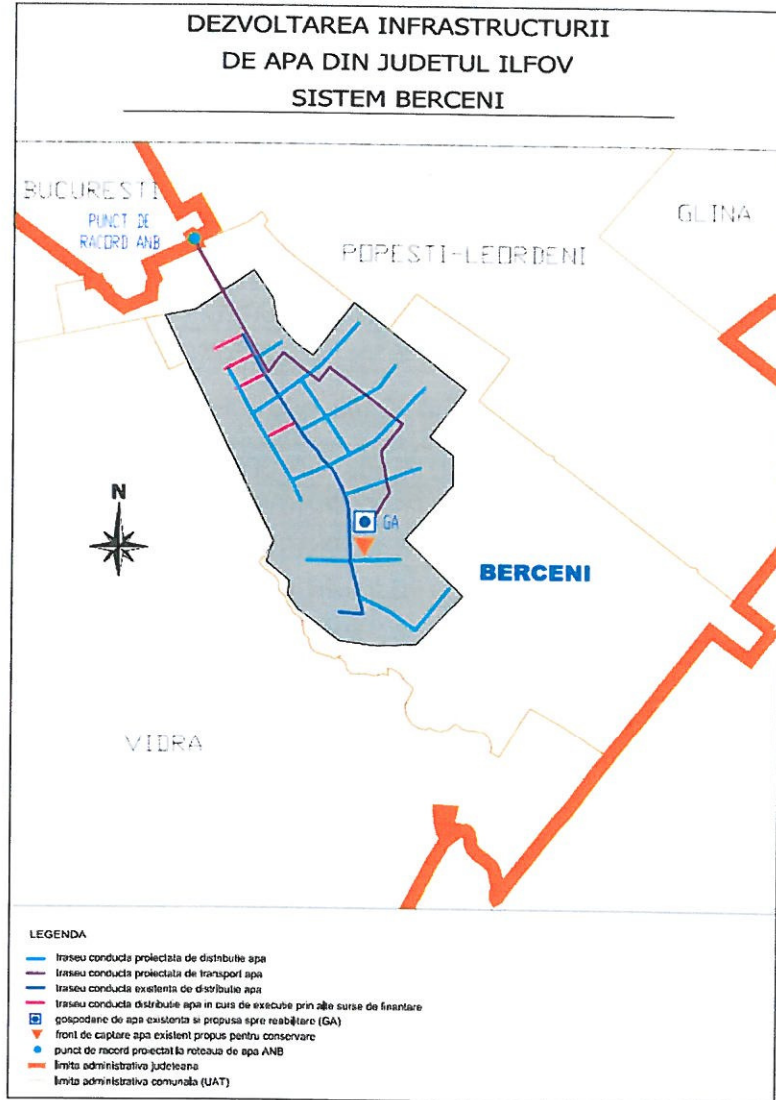 DEZVOLTAREA INFRASTRUCTURII
DE APA DIN JUDETUL ILFOV
SISTEM BERCENI
BUCURESTI
PUNCT DE
RACORD ANB
GLINA
POPESTI-LEORDENI
N
GA
BERCENI
VIDRA
LEGENDA
traseu conducta proiectata de distributie apa
traseu conducta proiectata de transport apa
traseu conducta existenta de distributie apa
traseu conducta distributie apa in curs de executie prin alte surse de finantare
gospodarie de apa existenta si propusa spre reabilitare (GA)
front de captare apa existent propus pentru conservare
punct de racord proiectat la reteaua de apa ANB
limita administrativa judeteana
limita administrativa comunala (UAT)